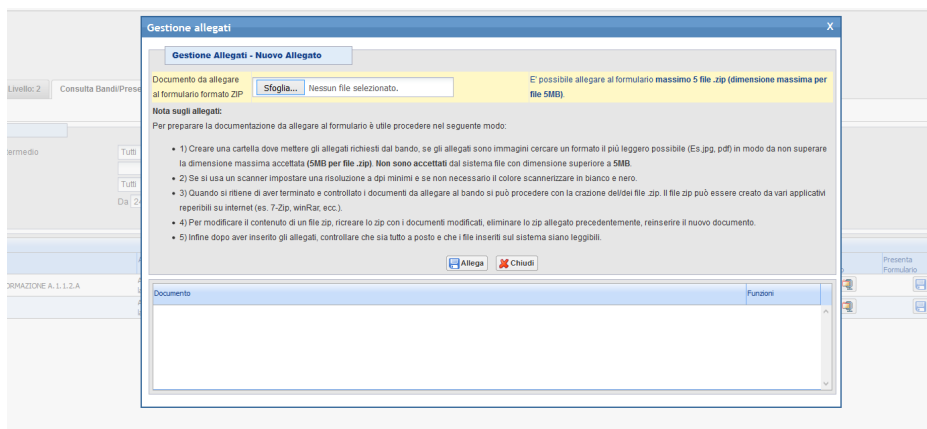 Gestione allegati X
Gestione Allegati - Nuovo Allegato
Documento da allegare
al formulario formato ZIP
Sfoglia... Nessun file selezionato.
E' possibile allegare al formulario massimo 5 file .zip (dimensione massima per
file 5MB).
Livello: 2 Consulta Bandi/Prese
Nota sugli allegati:
Per preparare la documentazione da allegare al formulario è utile procedere nel seguente modo:
termedio Tutti
• 1) Creare una cartella dove mettere gli allegati richiesti dal bando, se gli allegati sono immagini cercare un formato il più leggero possibile (Es.jpg, pdf) in modo da non superare
la dimensione massima accettata (5MB per file .zip). Non sono accettati dal sistema file con dimensione superiore a 5MB.
• 2) Se si usa un scanner impostare una risoluzione a dpi minimi e se non necessario il colore scannerizzare in bianco e nero.
Tutti
• 3) Quando si ritiene di aver terminato e controllato i documenti da allegare al bando si può procedere con la crazione del/dei file .zip. Il file zip può essere creato da vari applicativi
reperibili su internet (es. 7-Zip, winRar, ecc.).
Da 24
• 4) Per modificare il contenuto di un file zip, ricreare lo zip con i documenti modificati, eliminare lo zip allegato precedentemente, reinserire il nuovo documento.
• 5) Infine dopo aver inserito gli allegati, controllare che sia tutto a posto e che i file inseriti sul sistema siano leggibili.
Allega Chiudi
Presenta
Formulario
ORMAZIONE A.1.1.2.A
Documento Funzioni